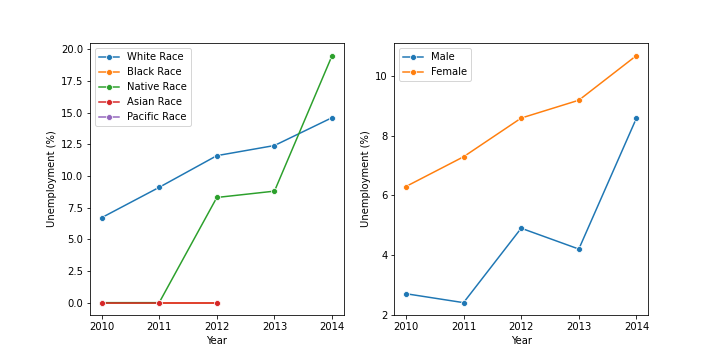 20.0
17.5
15.0
12.5
10.0
7.5
5.0
2.5
0.0
Unemployment (%)
White Race
Black Race
Native Race
Asian Race
Pacific Race
2010 2011 2012 2013 2014
Year
10
8
6
4
2
Unemployment (%)
Male
Female
2010 2011 2012 2013 2014
Year